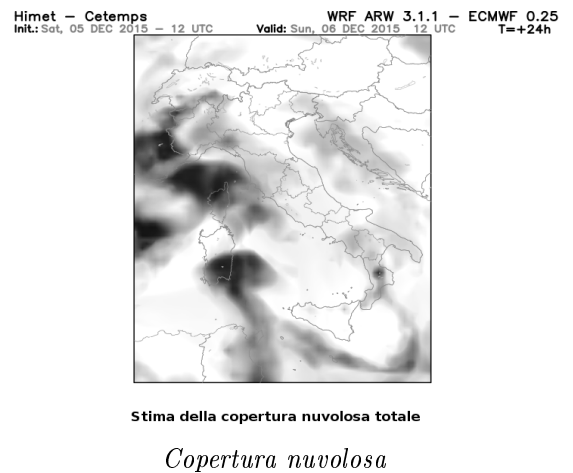 Himet − Cetemps WRF ARW 3.1.1 − ECMWF 0.25
Init.: Sat, 05 DEC 2015 − 12 UTC Valid: Sun, 06 DEC 2015 12 UTC T=+24h
Stima della copertura nuvolosa totale
Copertura nuvolosa